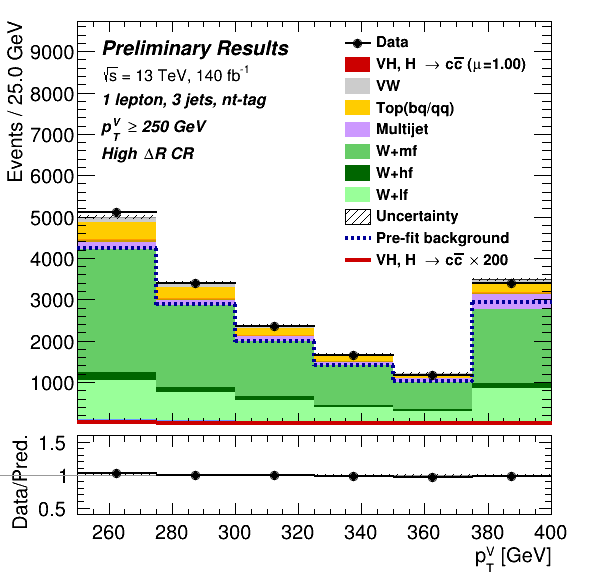 Events / 25.0 GeV
9000
8000
7000
6000
5000
4000
3000
2000
1000
Preliminary Results
√s = 13 TeV, 140 fb⁻¹
1 lepton, 3 jets, nt-tag
p_T^V ≥ 250 GeV
High ΔR CR
Data
VH, H → cc̅ (μ=1.00)
VW
Top(bq/qq)
Multijet
W+mf
W+hf
W+lf
Uncertainty
Pre-fit background
VH, H → cc̅ × 200
Data/Pred.
1.5
1
0.5
260 280 300 320 340 360 380 400
p_T^V [GeV]